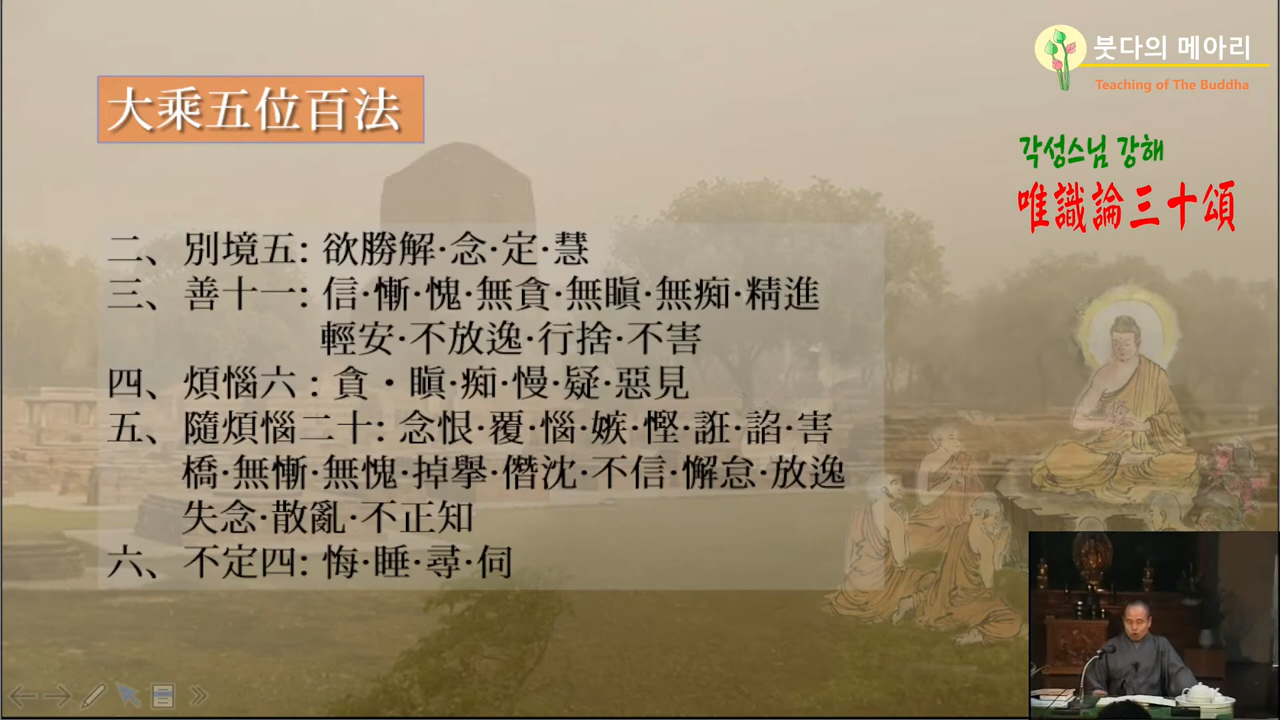 大乘五位百法
붓다의 메아리
Teaching of The Buddha
각성스님 강해
唯識論三十頌
二、別境五: 欲勝解·念·定·慧
三、善十一: 信·慚·愧·無貪·無瞋·無痴·精進
輕安·不放逸·行捨·不害
四、煩惱六 : 貪・瞋·痴·慢·疑·惡見
五、隨煩惱二十: 念恨·覆·惱·嫉·慳·誑·諂·害
橋·無慚·無愧·掉擧·僭沈·不信·懈怠·放逸
失念·散亂·不正知
六、不定四: 悔·睡·尋·伺